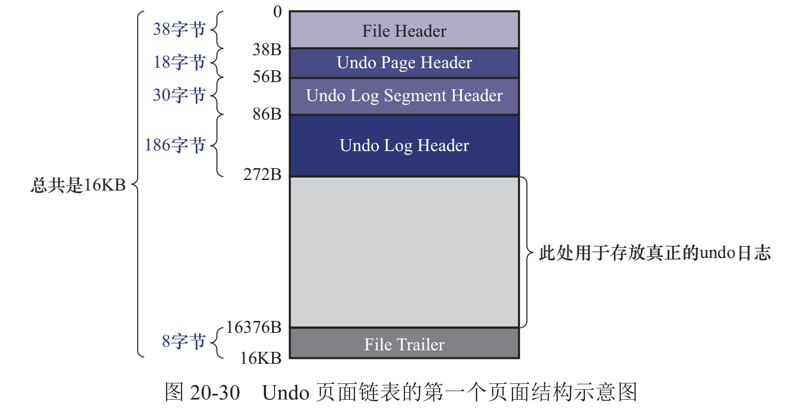 0
38字节
File Header
38B
18字节
Undo Page Header
56B
30字节
Undo Log Segment Header
86B
186字节
Undo Log Header
272B
总共是16KB
此处用于存放真正的undo日志
16376B
8字节
File Trailer
16KB
图 20-30 Undo 页面链表的第一个页面结构示意图